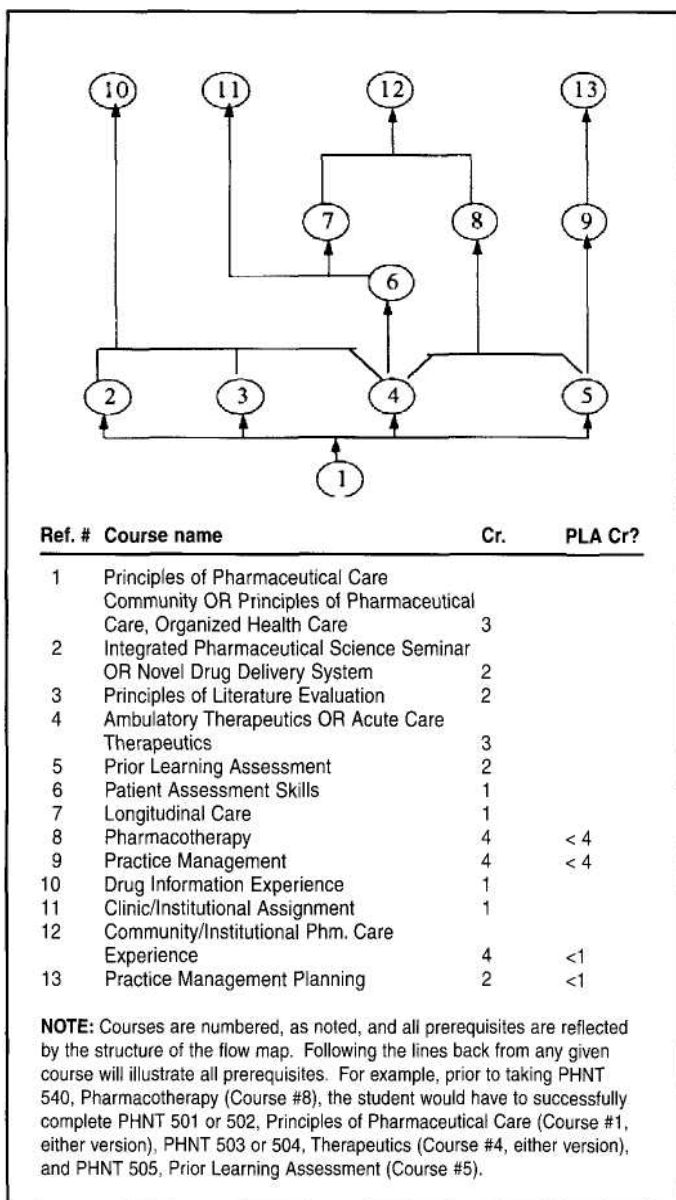 10 11 12 13
7 8 9
6
2 3 4 5
1
Ref. # Course name Cr. PLA Cr?
1 Principles of Pharmaceutical Care
Community OR Principles of Pharmaceutical
Care, Organized Health Care 3
2 Integrated Pharmaceutical Science Seminar
OR Novel Drug Delivery System 2
3 Principles of Literature Evaluation 2
4 Ambulatory Therapeutics OR Acute Care
Therapeutics 3
5 Prior Learning Assessment 2
6 Patient Assessment Skills 1
7 Longitudinal Care 1
8 Pharmacotherapy 4 < 4
9 Practice Management 4 < 4
10 Drug Information Experience 1
11 Clinic/Institutional Assignment 1
12 Community/Institutional Phm. Care
Experience 4 <1
13 Practice Management Planning 2 <1
NOTE: Courses are numbered, as noted, and all prerequisites are reflected
by the structure of the flow map. Following the lines back from any given
course will illustrate all prerequisites. For example, prior to taking PHNT
540, Pharmacotherapy (Course #8), the student would have to successfully
complete PHNT 501 or 502, Principles of Pharmaceutical Care (Course #1,
either version), PHNT 503 or 504, Therapeutics (Course #4, either version),
and PHNT 505, Prior Learning Assessment (Course #5).